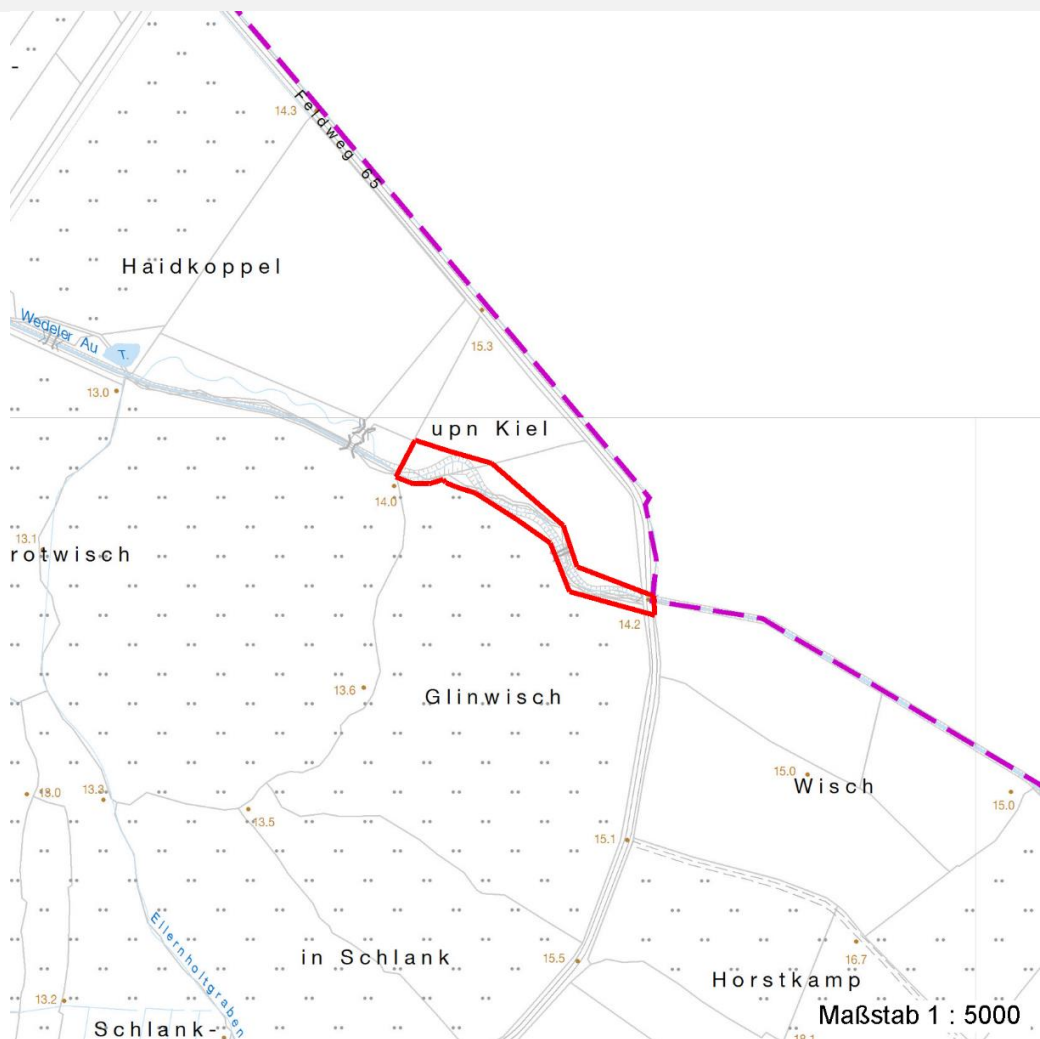 14.3
Feldweg 65
Haidkoppel
Wedeler Au
T.
15.3
13.0
upn Kiel
14.0
13.1
rotwisch
14.2
13.6
Glinwisch
15.0
Wisch
15.0
13.3
13.5
15.1
Ellernholtgraben
in Schlank
15.5
16.7
Horstkamp
13.2
Schlank-
Maßstab 1 : 5000
18.1